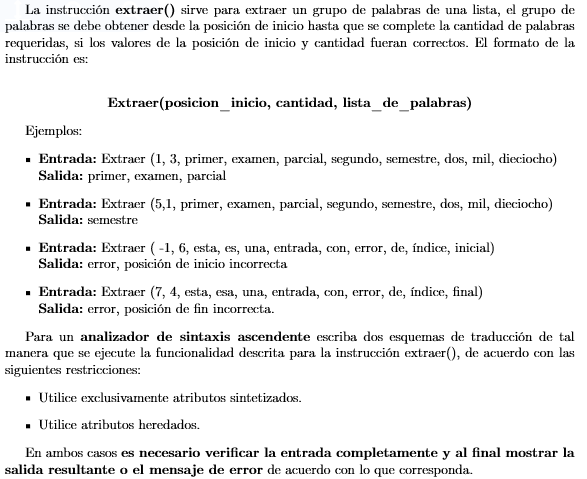 La instrucción extraer() sirve para extraer un grupo de palabras de una lista, el grupo de
palabras se debe obtener desde la posición de inicio hasta que se complete la cantidad de palabras
requeridas, si los valores de la posición de inicio y cantidad fueran correctos. El formato de la
instrucción es:
Extraer(posicion_inicio, cantidad, lista_de_palabras)
Ejemplos:
▪ Entrada: Extraer (1, 3, primer, examen, parcial, segundo, semestre, dos, mil, dieciocho)
Salida: primer, examen, parcial
▪ Entrada: Extraer (5,1, primer, examen, parcial, segundo, semestre, dos, mil, dieciocho)
Salida: semestre
▪ Entrada: Extraer ( -1, 6, esta, es, una, entrada, con, error, de, índice, inicial)
Salida: error, posición de inicio incorrecta
▪ Entrada: Extraer (7, 4, esta, esa, una, entrada, con, error, de, índice, final)
Salida: error, posición de fin incorrecta.
Para un analizador de sintaxis ascendente escriba dos esquemas de traducción de tal
manera que se ejecute la funcionalidad descrita para la instrucción extraer(), de acuerdo con las
siguientes restricciones:
▪ Utilice exclusivamente atributos sintetizados.
▪ Utilice atributos heredados.
En ambos casos es necesario verificar la entrada completamente y al final mostrar la
salida resultante o el mensaje de error de acuerdo con lo que corresponda.